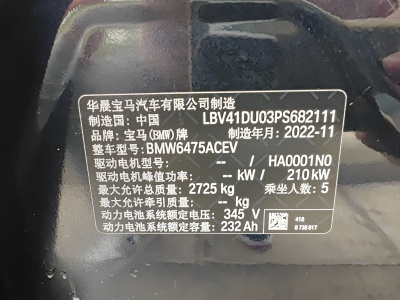 华晨宝马汽车有限公司制造
制造国: 中国 LBV41DU03PS682111
品牌: 宝马(BMW)牌 制造年月: 2022-11
整车型号: BMW6475ACEV
驱动电机型号: -- / HA0001N0
驱动电机峰值功率: -- kW / 210 kW
最大允许总质量: 2725 kg 乘坐人数: 5
最大允许牵引质量: -- kg
动力电池系统额定电压: 345 V
动力电池系统额定容量: 232 Ah
416